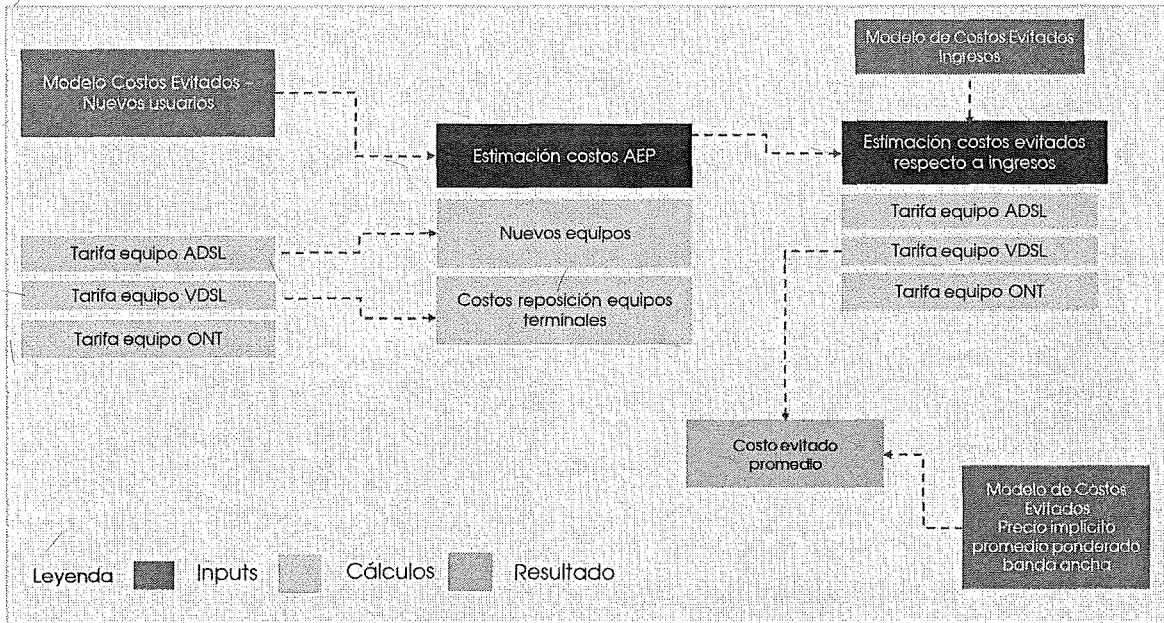 Modelo Costos Evitados –
Nuevos usuarios
Tarifa equipo ADSL
Tarifa equipo VDSL
Tarifa equipo ONT
Estimación costos AEP
Nuevos equipos
Costos reposición equipos
terminales
Modelo de Costos Evitados
Ingresos
Estimación costos evitados
respecto a ingresos
Tarifa equipo ADSL
Tarifa equipo VDSL
Tarifa equipo ONT
Costo evitado
promedio
Modelo de Costos
Evitados
Precio implícito
promedio ponderado
banda ancha
Leyenda Inputs Cálculos Resultado